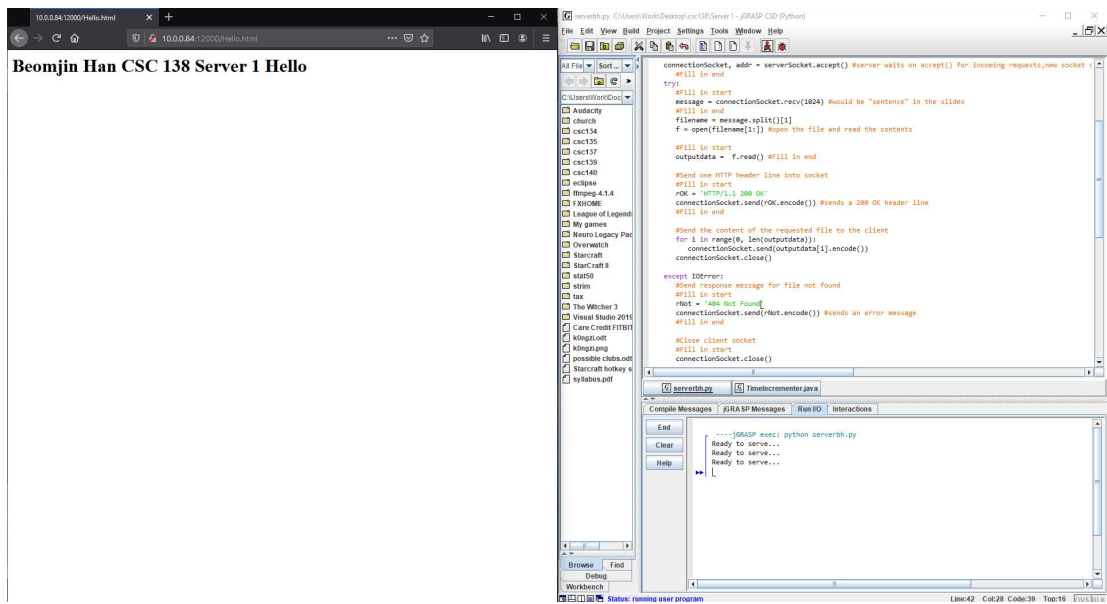 10.0.0.84:12000/Hello.html
10.0.0.84:12000/Hello.html
Beomjin Han CSC 138 Server 1 Hello
serverbh.py C:\Users\Work\Desktop\csc138\Server 1 - jGRASP CSD (Python)
File Edit View Build Project Settings Tools Window Help
All File Sort ...
C:\Users\Work\Doc
Audacity
church
csc134
csc135
csc137
csc139
csc140
eclipse
ffmpeg-4.1.4
FXHOME
League of Legend
My games
Neuro Legacy Pac
Overwatch
Starcraft
StarCraft II
stat50
strim
tax
The Witcher 3
Visual Studio 2019
Care Credit FITBIT
k0ngzi.odt
k0ngzi.png
possible clubs.odt
Starcraft hotkey s
syllabus.pdf
Browse Find
Debug
Workbench
connectionSocket, addr = serverSocket.accept() #server waits on accept() for incoming requests,new socket
#Fill in end
try:
#Fill in start
message = connectionSocket.recv(1024) #would be "sentence" in the slides
#Fill in end
filename = message.split()[1]
f = open(filename[1:]) #open the file and read the contents
#Fill in start
outputdata = f.read() #Fill in end
#Send one HTTP header line into socket
#Fill in start
rOK = 'HTTP/1.1 200 OK'
connectionSocket.send(rOK.encode()) #sends a 200 OK header line
#Fill in end
#Send the content of the requested file to the client
for i in range(0, len(outputdata)):
connectionSocket.send(outputdata[i].encode())
connectionSocket.close()
except IOError:
#Send response message for file not found
#Fill in start
rNot = '404 Not Found
connectionSocket.send(rNot.encode()) #sends an error message
#Fill in end
#Close client socket
#Fill in start
connectionSocket.close()
serverbh.py TimeIncrementer.java
Compile Messages jGRASP Messages Run I/O Interactions
End
Clear
Help
----jGRASP exec: python serverbh.py
Ready to serve...
Ready to serve...
Ready to serve...
Status: running user program
Line:42 Col:28 Code:39 Top:16 OVS BLK